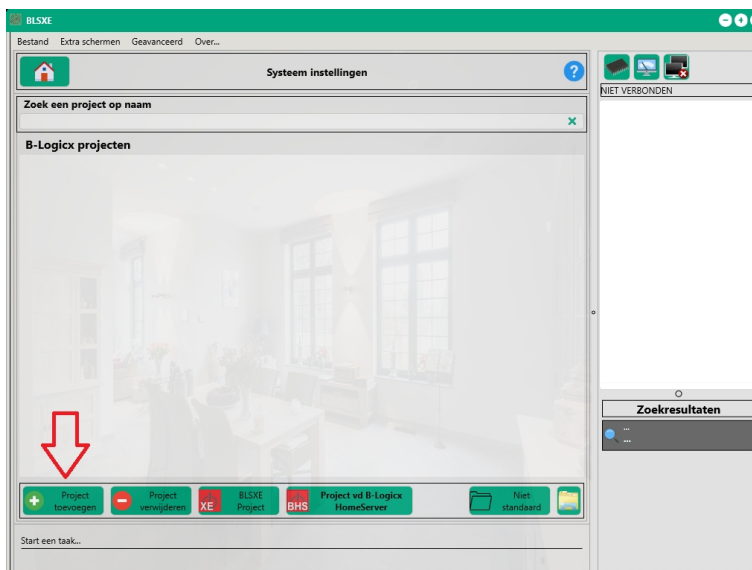 BLSXE
Bestand Extra schermen Geavanceerd Over...
Systeem instellingen
?
NIET VERBONDEN
Zoek een project op naam
B-Logicx projecten
Zoekresultaten
...
...
Project toevoegen
Project verwijderen
XE
BLSXE Project
BHS
Project vd B-Logicx HomeServer
Niet standaard
Start een taak...